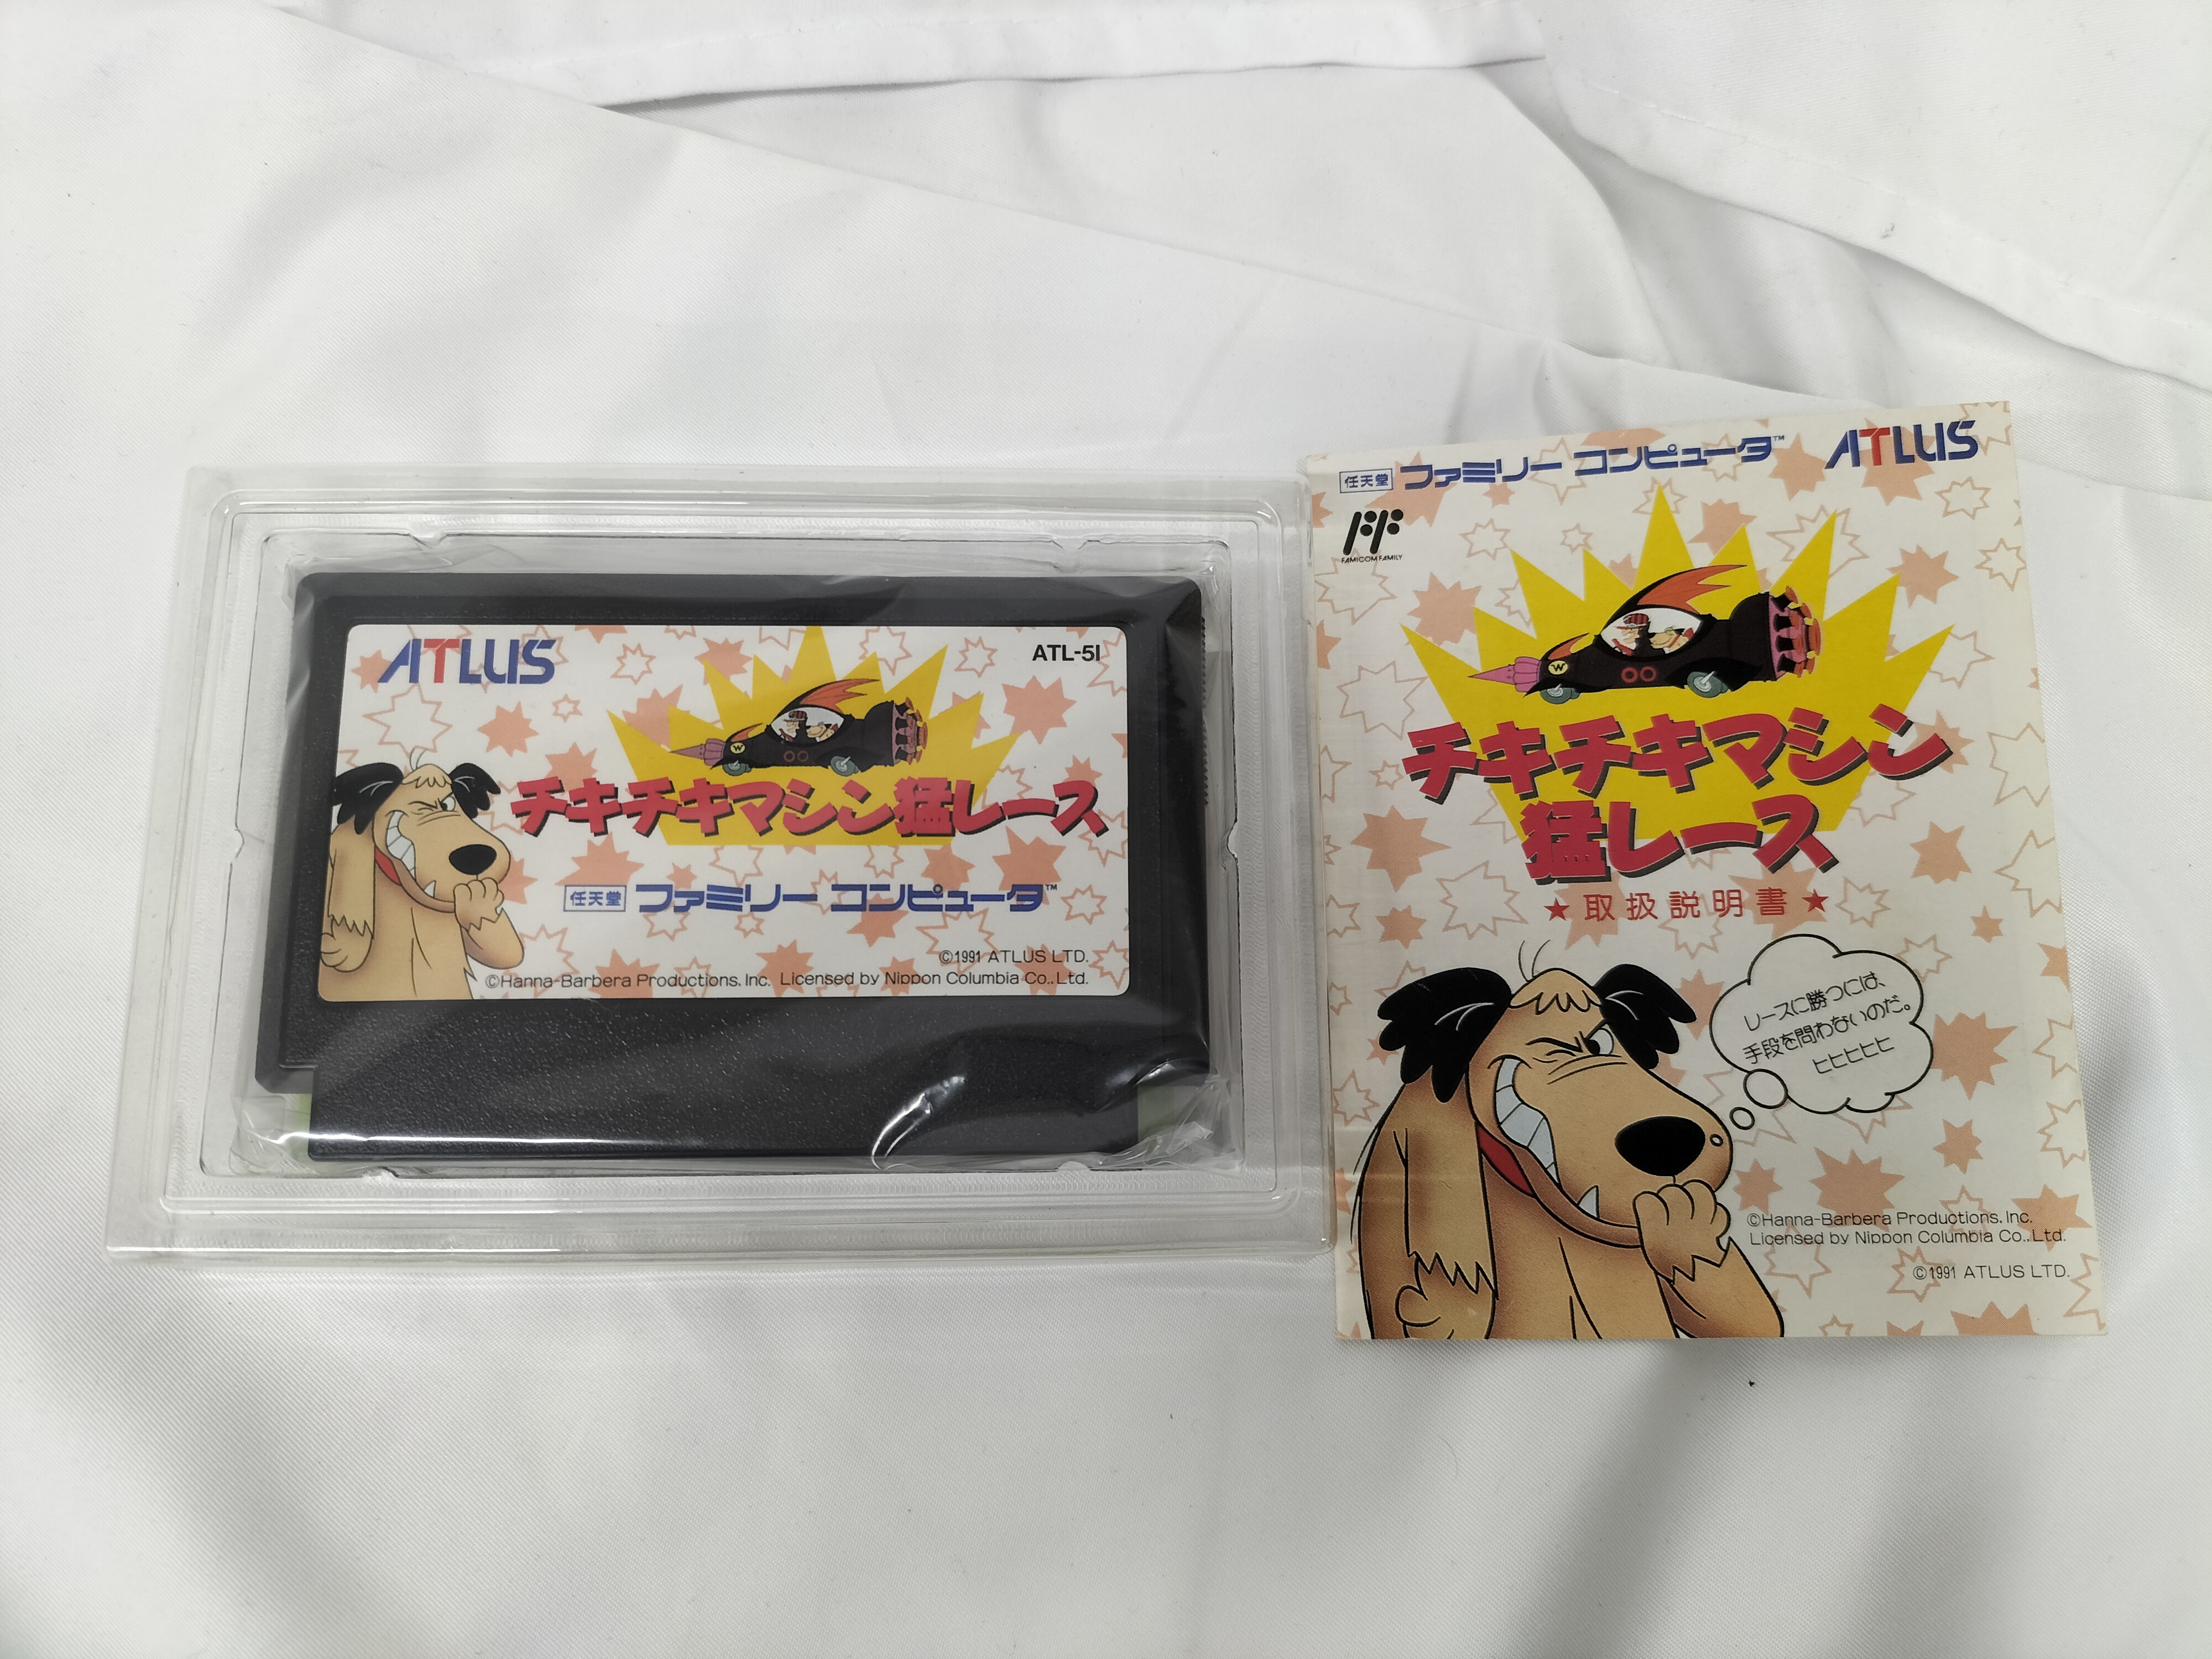 ATLUS
ATL-51
W
チキチキマシン猛レース
任天堂 ファミリー コンピュータ™
©1991 ATLUS LTD.
©Hanna-Barbera Productions, Inc. Licensed by Nippon Columbia Co., Ltd.
任天堂 ファミリー コンピュータ™ ATLUS
FAMICOM FAMILY
W
チキチキマシン
猛レース
★取扱説明書★
レースに勝つには、
手段を問わないのだ。
ヒヒヒヒヒ
©Hanna-Barbera Productions, Inc.
Licensed by Nippon Columbia Co., Ltd.
©1991 ATLUS LTD.